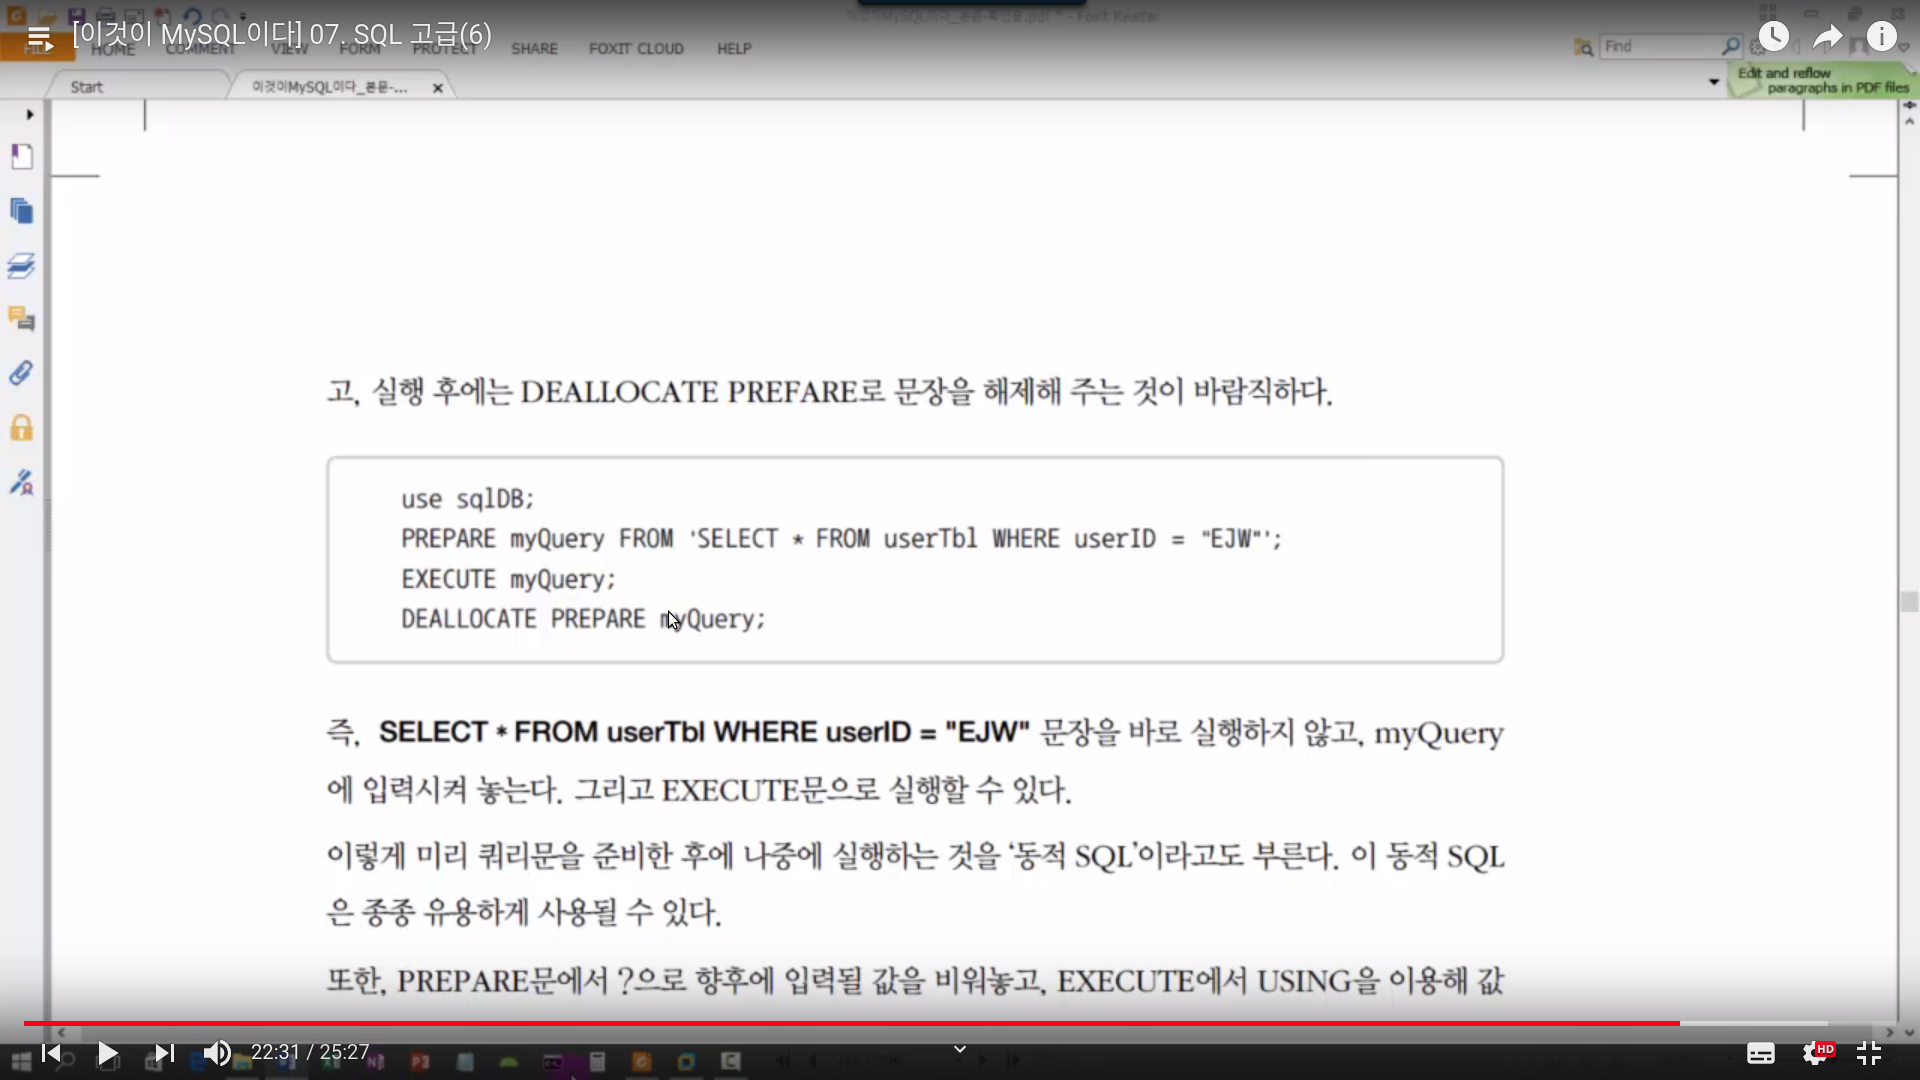 [이것이 MySQL이다] 07. SQL 고급(6)
HOME COMMENT VIEW FORM PROTECT SHARE FOXIT CLOUD HELP
Find
Start
이것이MySQL이다_본문-...
Edit and reflow
paragraphs in PDF files
고, 실행 후에는 DEALLOCATE PREFARE로 문장을 해제해 주는 것이 바람직하다.
use sqlDB;
PREPARE myQuery FROM 'SELECT * FROM userTbl WHERE userID = "EJW"';
EXECUTE myQuery;
DEALLOCATE PREPARE myQuery;
즉, SELECT * FROM userTbl WHERE userID = "EJW" 문장을 바로 실행하지 않고, myQuery
에 입력시켜 놓는다. 그리고 EXECUTE문으로 실행할 수 있다.
이렇게 미리 쿼리문을 준비한 후에 나중에 실행하는 것을 '동적 SQL'이라고도 부른다. 이 동적 SQL
은 종종 유용하게 사용될 수 있다.
또한, PREPARE문에서 ?으로 향후에 입력될 값을 비워놓고, EXECUTE에서 USING을 이용해 값
22:31 / 25:27
HD